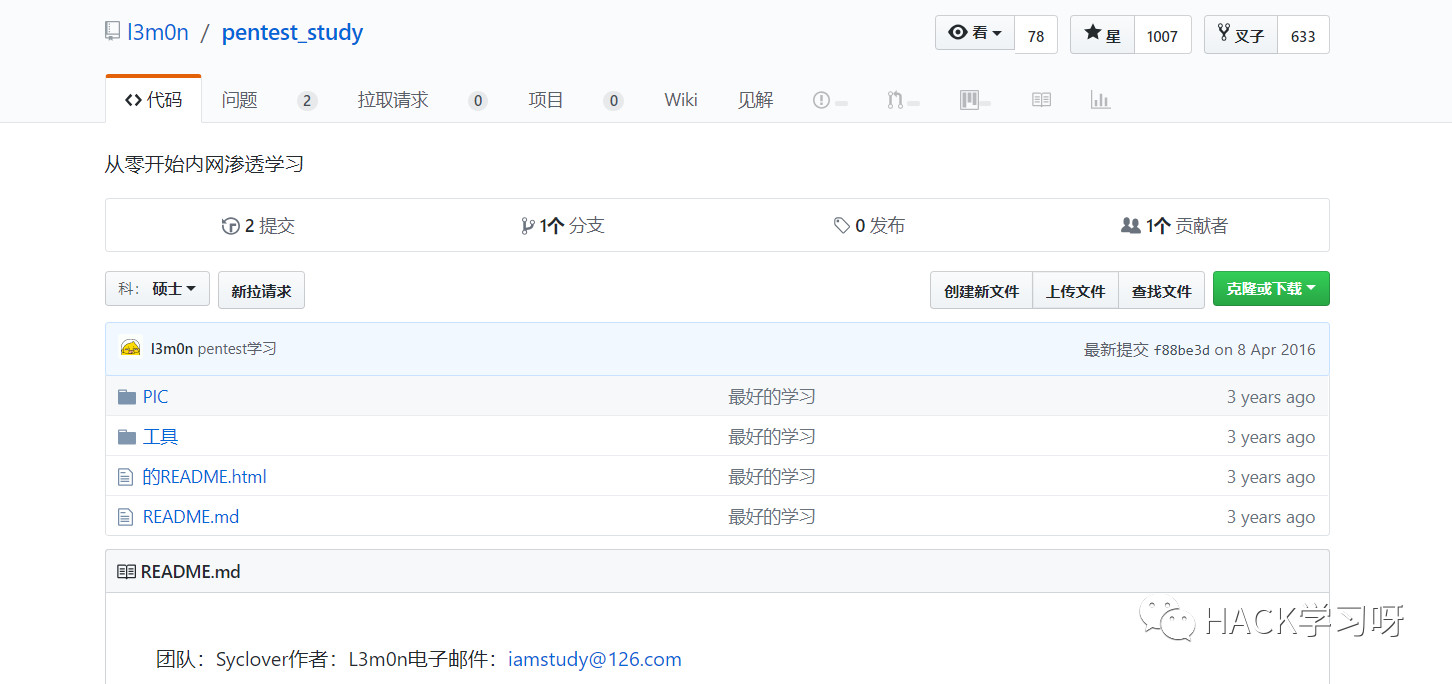 l3m0n / pentest_study 看 78 星 1007 叉子 633
代码 问题 2 拉取请求 0 项目 0 Wiki 见解
从零开始内网渗透学习
2 提交 1个 分支 0 发布 1个 贡献者
科： 硕士 新拉请求 创建新文件 上传文件 查找文件 克隆或下载
l3m0n pentest学习 最新提交 f88be3d on 8 Apr 2016
PIC 最好的学习 3 years ago
工具 最好的学习 3 years ago
的README.html 最好的学习 3 years ago
README.md 最好的学习 3 years ago
README.md
HACK学习呀
团队：Syclover作者：L3m0n电子邮件：iamstudy@126.com